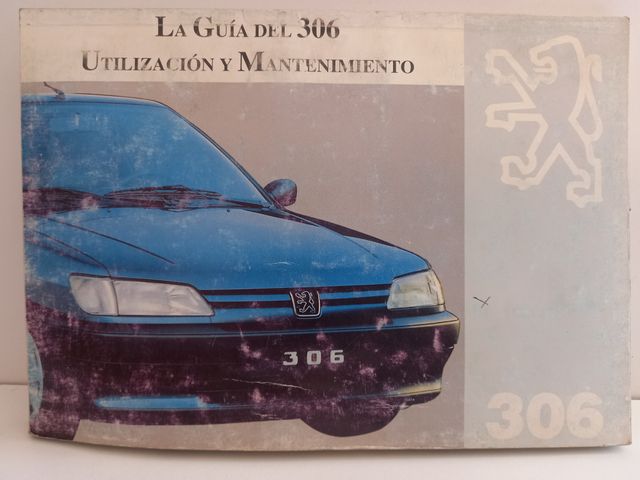 La Guía del 306
Utilización y Mantenimiento
306
306